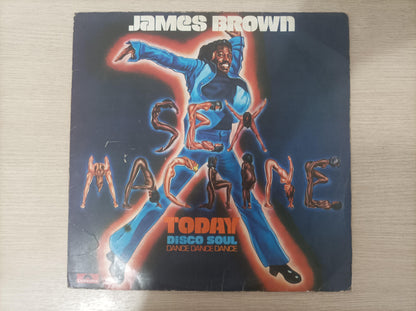 JAMES BROWN
SEX
MACHINE
TODAY
DISCO SOUL
DANCE DANCE DANCE